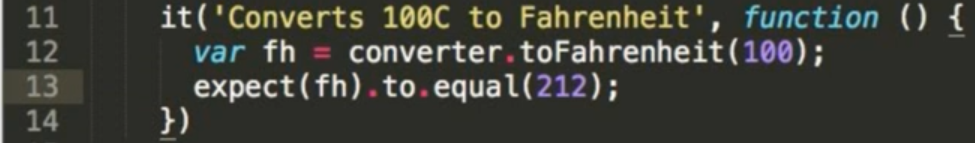 11 it('Converts 100C to Fahrenheit', function () {
12 var fh = converter.toFahrenheit(100);
13 expect(fh).to.equal(212);
14 })